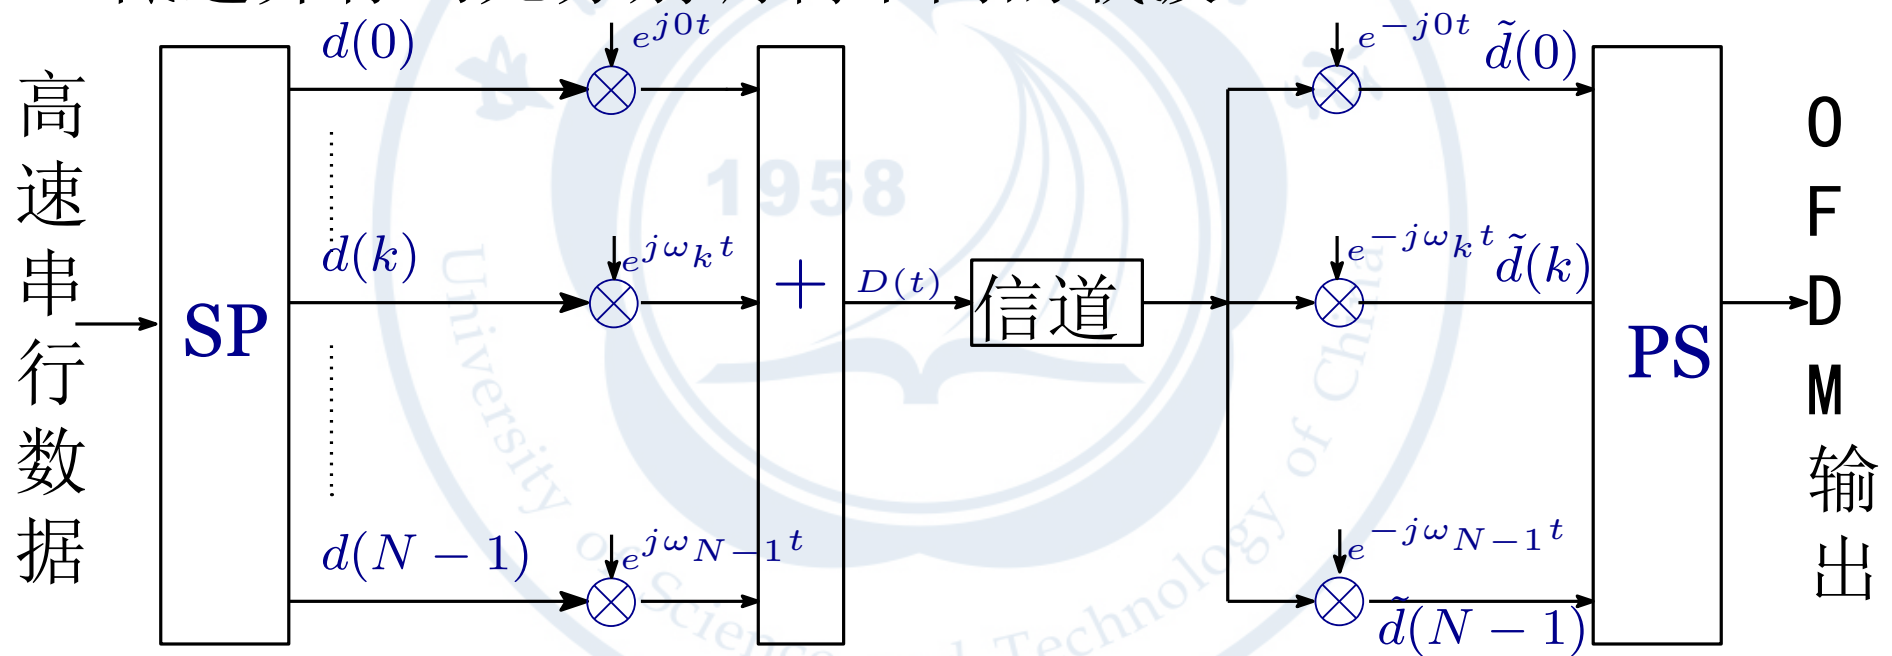 高速串行数据
SP
d(0)
e^{j0t}
d(k)
e^{jω_k t}
d(N − 1)
e^{jω_{N−1} t}
+
D(t)
信道
e^{−j0t}
d̃(0)
e^{−jω_k t}
d̃(k)
e^{−jω_{N−1} t}
d̃(N − 1)
PS
OFDM输出
1958
University of Science and Technology of China